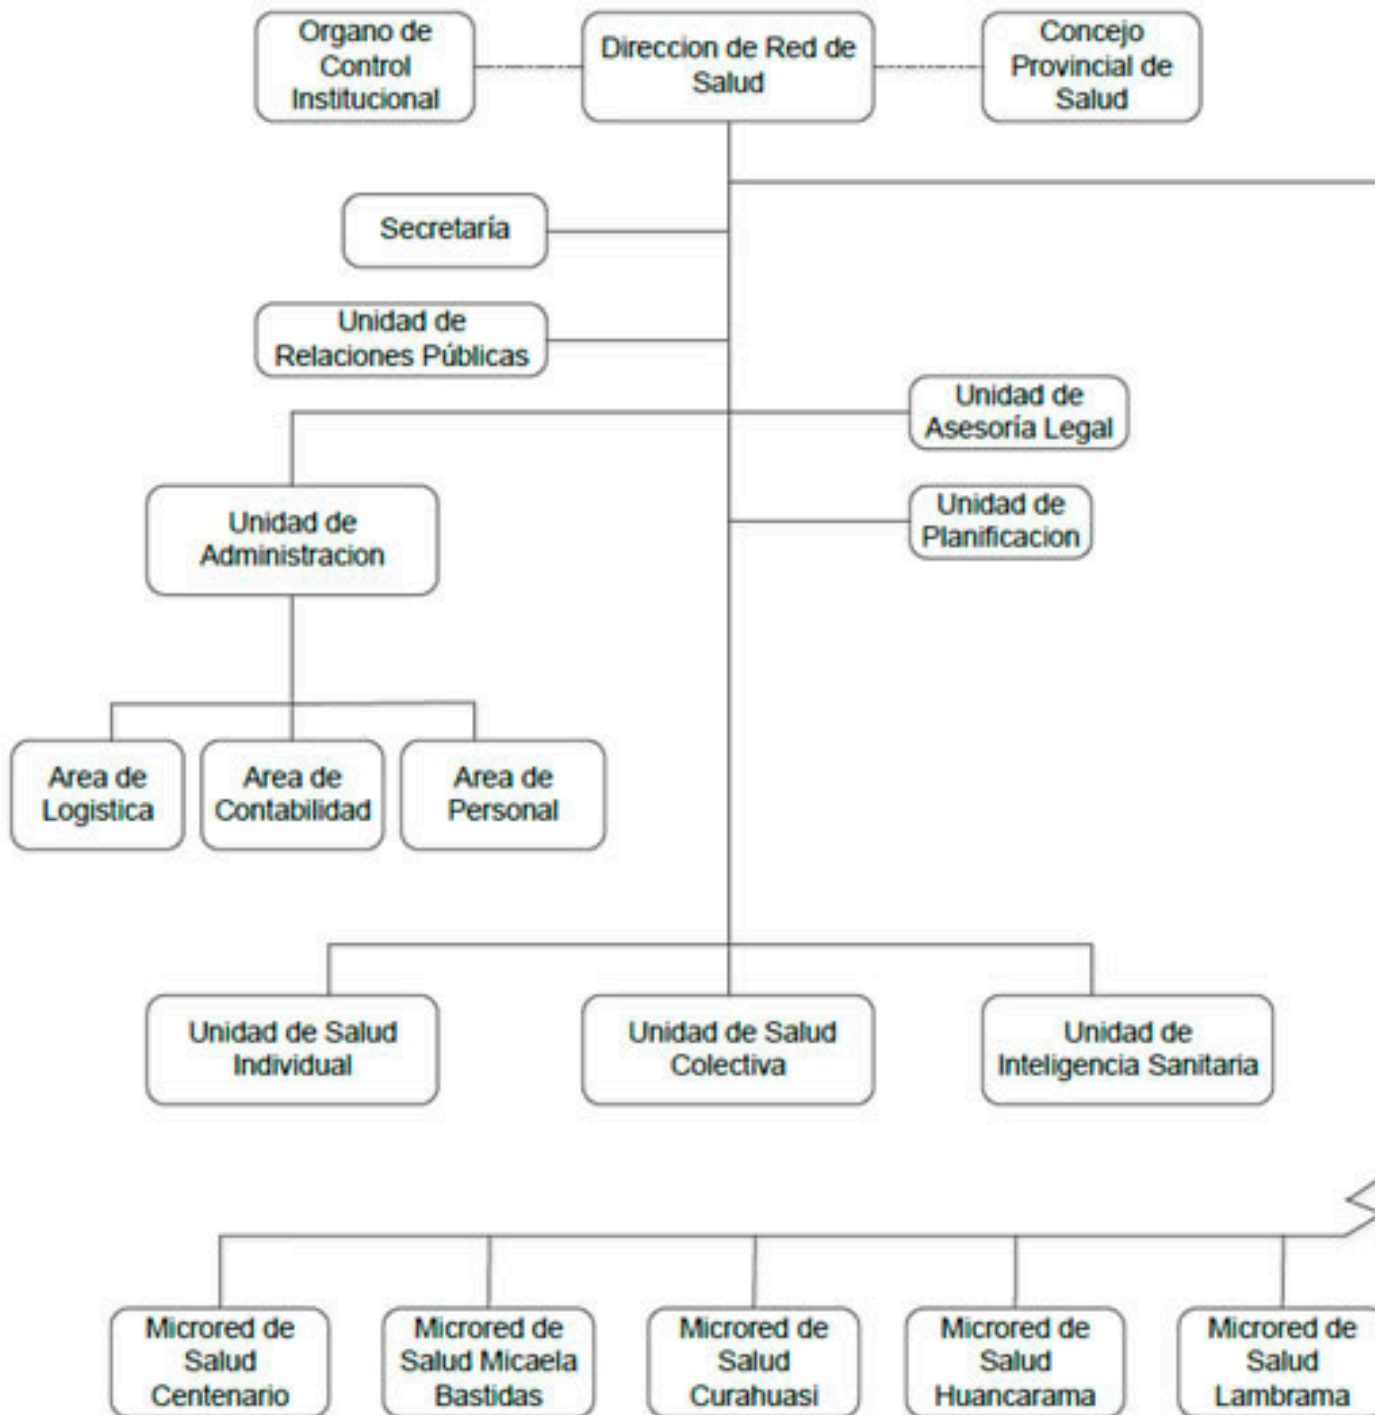 Organo de
Control
Institucional
Direccion de Red de
Salud
Concejo
Provincial de
Salud
Secretaría
Unidad de
Relaciones Públicas
Unidad de
Asesoría Legal
Unidad de
Administracion
Unidad de
Planificacion
Area de
Logistica
Area de
Contabilidad
Area de
Personal
Unidad de Salud
Individual
Unidad de Salud
Colectiva
Unidad de
Inteligencia Sanitaria
Microred de
Salud
Centenario
Microred de
Salud Micaela
Bastidas
Microred de
Salud
Curahuasi
Microred de
Salud
Huancarama
Microred de
Salud
Lambrama